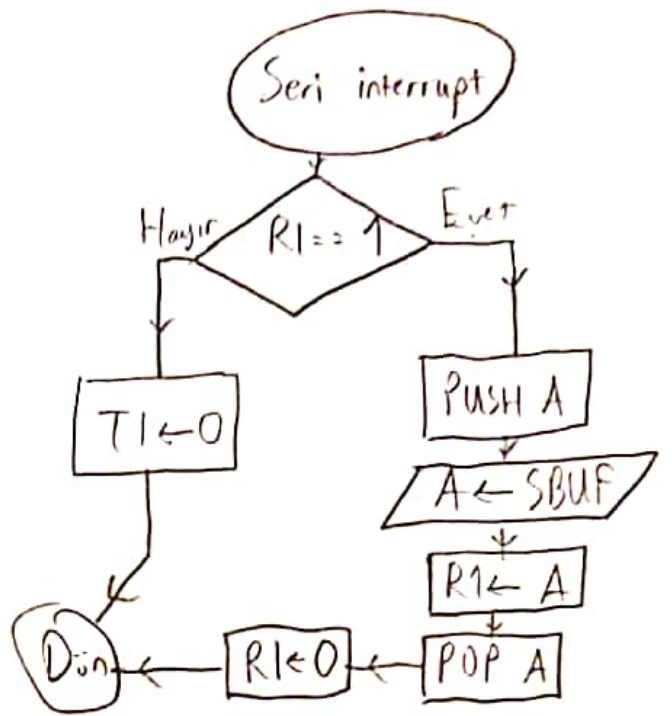 Seri interrupt
RI==1
Hayır
Evet
TI←0
PUSH A
A←SBUF
R1←A
POP A
RI←0
Dön